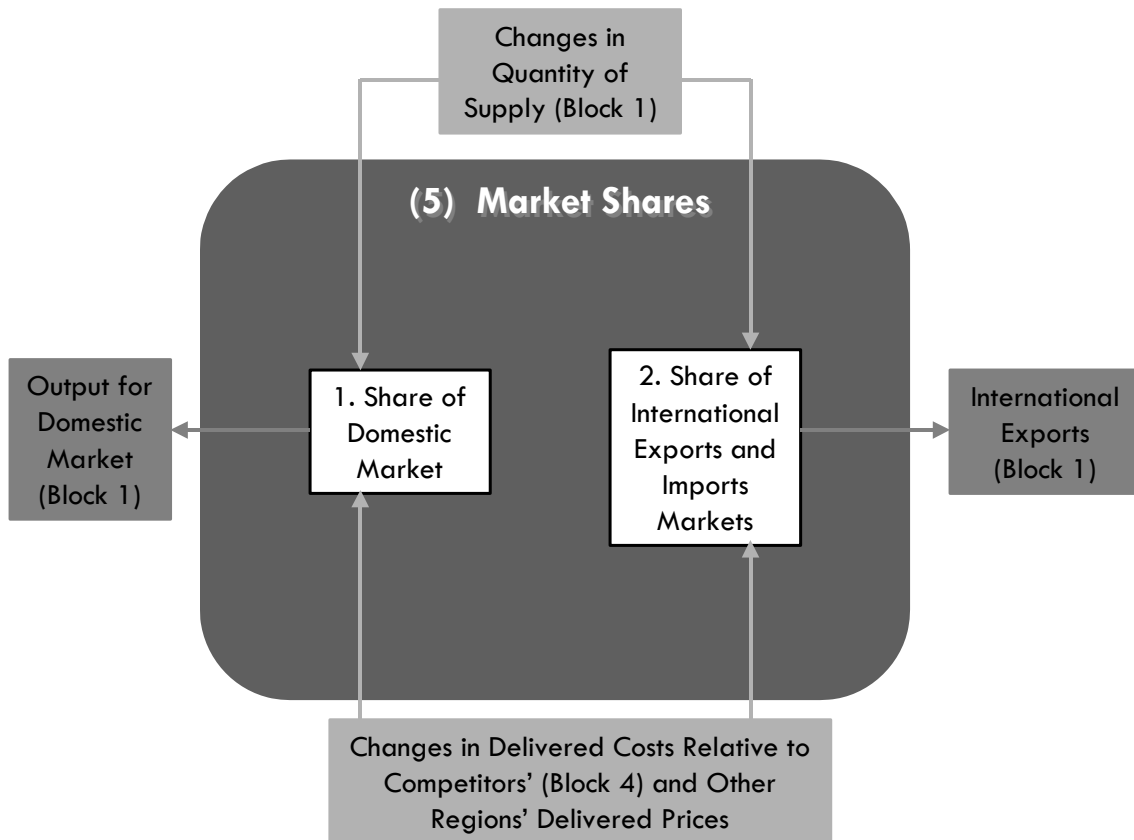 Changes in
Quantity of
Supply (Block 1)
(5) Market Shares
Output for
Domestic
Market
(Block 1)
1. Share of
Domestic
Market
2. Share of
International
Exports and
Imports
Markets
International
Exports
(Block 1)
Changes in Delivered Costs Relative to
Competitors’ (Block 4) and Other
Regions’ Delivered Prices